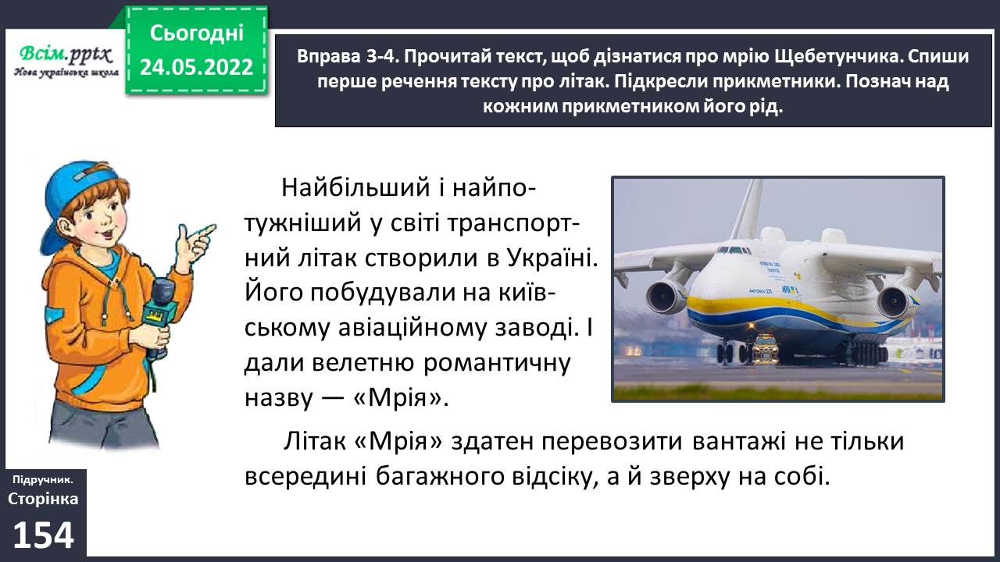 Всім.pptx
Нова українська школа
Сьогодні
24.05.2022
Вправа 3-4. Прочитай текст, щоб дізнатися про мрію Щебетунчика. Спиши
перше речення тексту про літак. Підкресли прикметники. Познач над
кожним прикметником його рід.
Найбільший і найпо-
тужніший у світі транспорт-
ний літак створили в Україні.
Його побудували на київ-
ському авіаційному заводі. І
дали велетню романтичну
назву — «Мрія».
ANTONOV 225
Літак «Мрія» здатен перевозити вантажі не тільки
всередині багажного відсіку, а й зверху на собі.
Підручник.
Сторінка
154